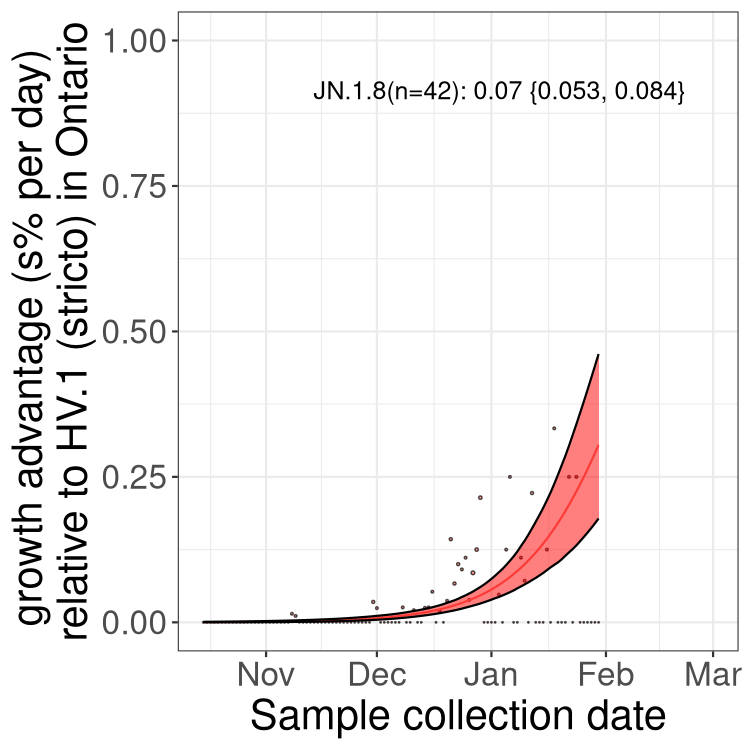 growth advantage (s% per day)
relative to HV.1 (stricto) in Ontario
1.00
JN.1.8(n=42): 0.07 {0.053, 0.084}
0.75
0.50
0.25
0.00
Nov Dec Jan Feb Mar
Sample collection date